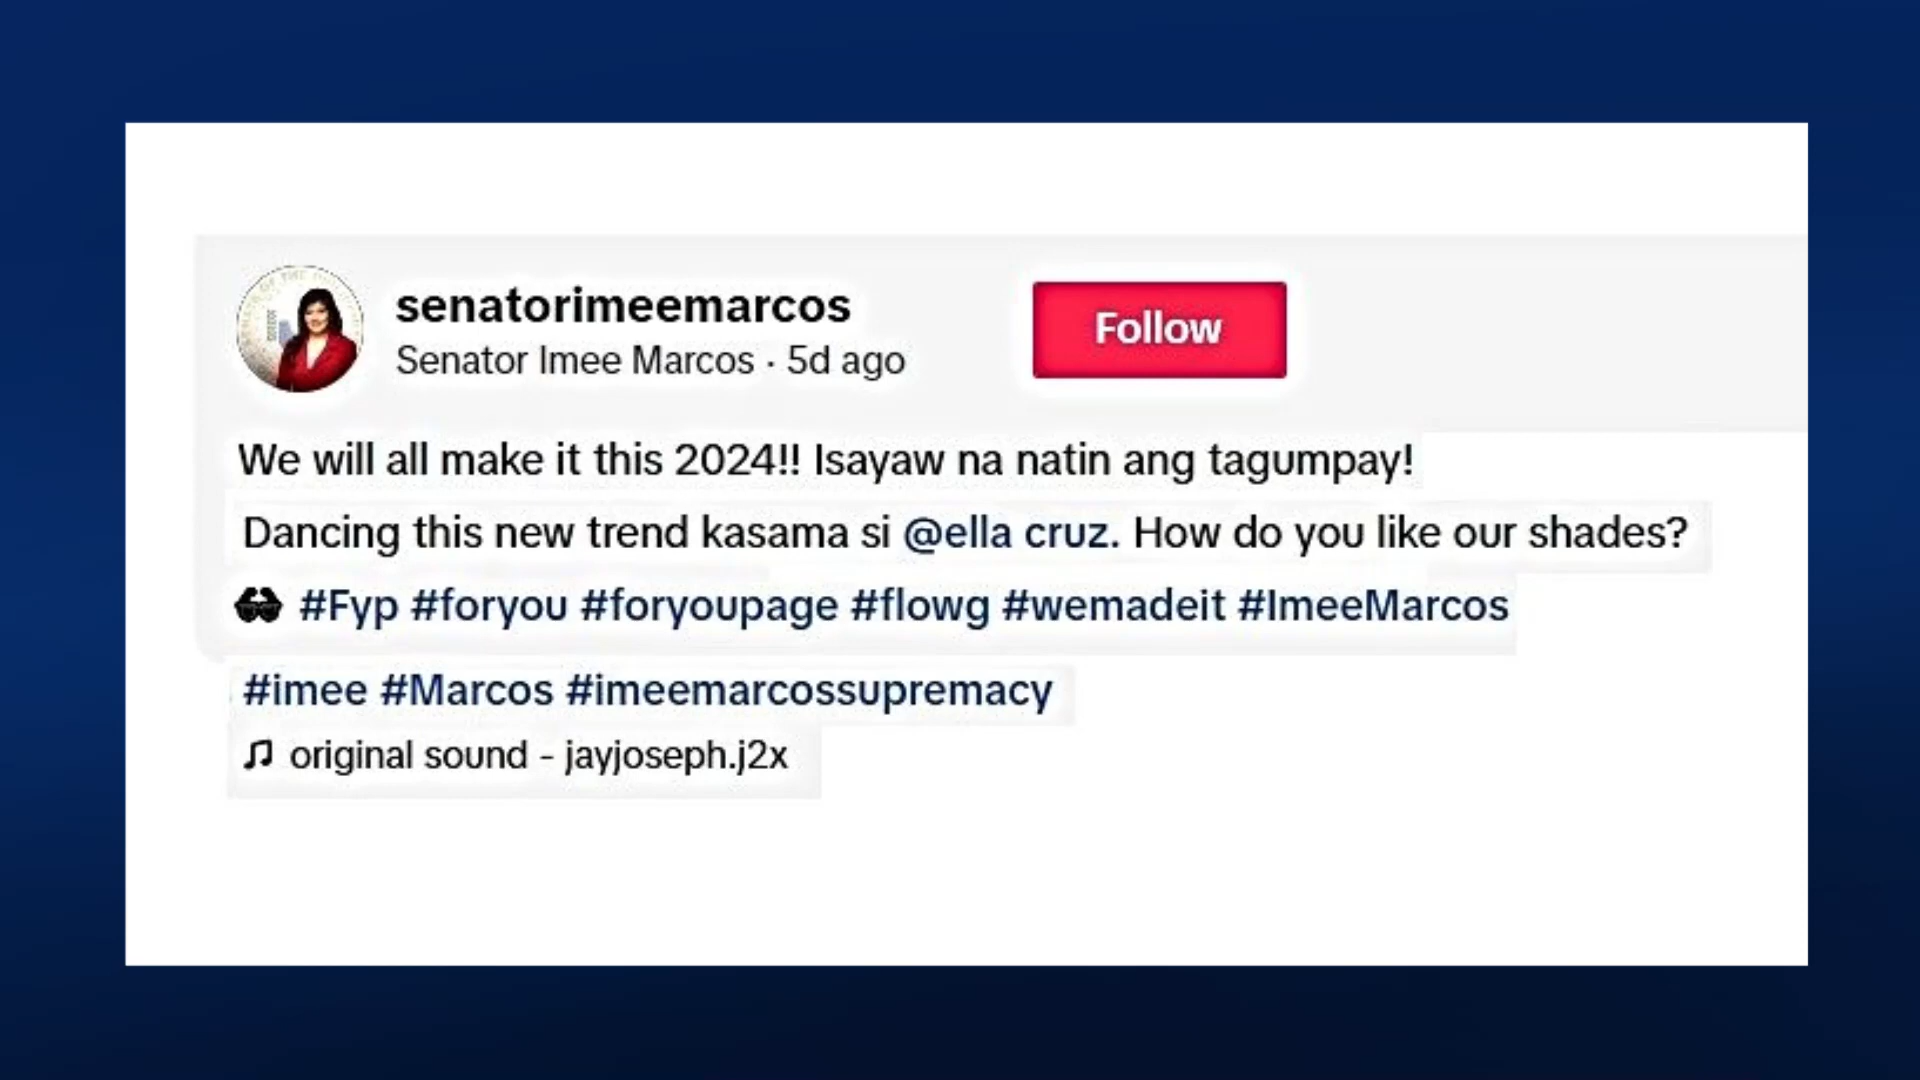 senatorimeemarcos
Senator Imee Marcos · 5d ago
Follow
We will all make it this 2024!! Isayaw na natin ang tagumpay!
Dancing this new trend kasama si @ella cruz. How do you like our shades?
🕶 #Fyp #foryou #foryoupage #flowg #wemadeit #ImeeMarcos
#imee #Marcos #imeemarcossupremacy
♫ original sound - jayjoseph.j2x